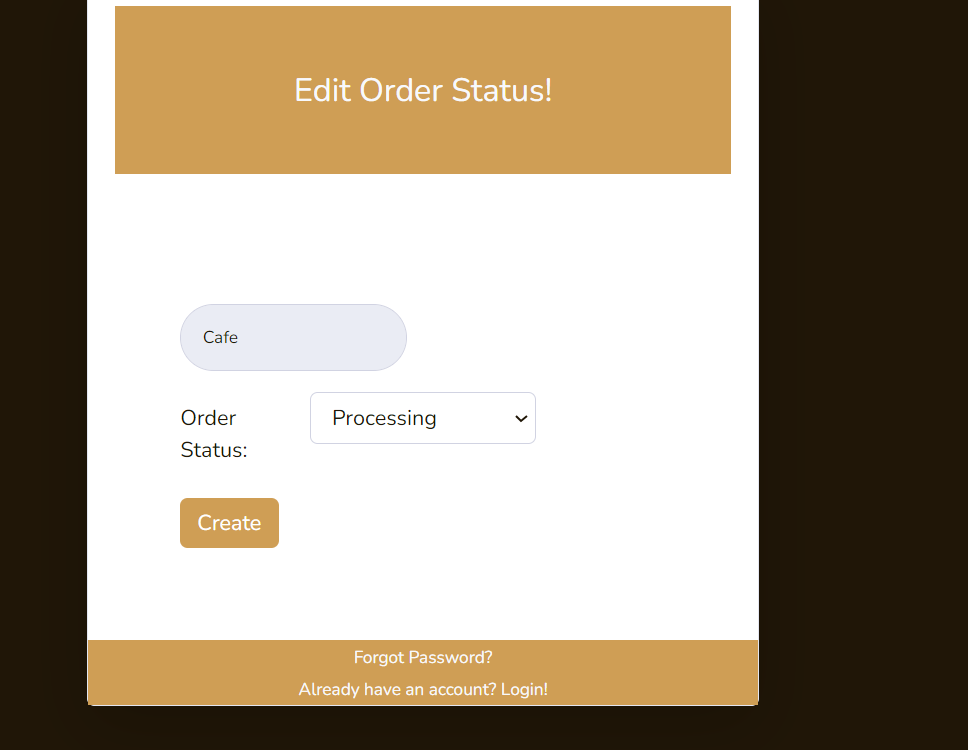 Edit Order Status!
Cafe
Order
Status:
Processing
Create
Forgot Password?
Already have an account? Login!